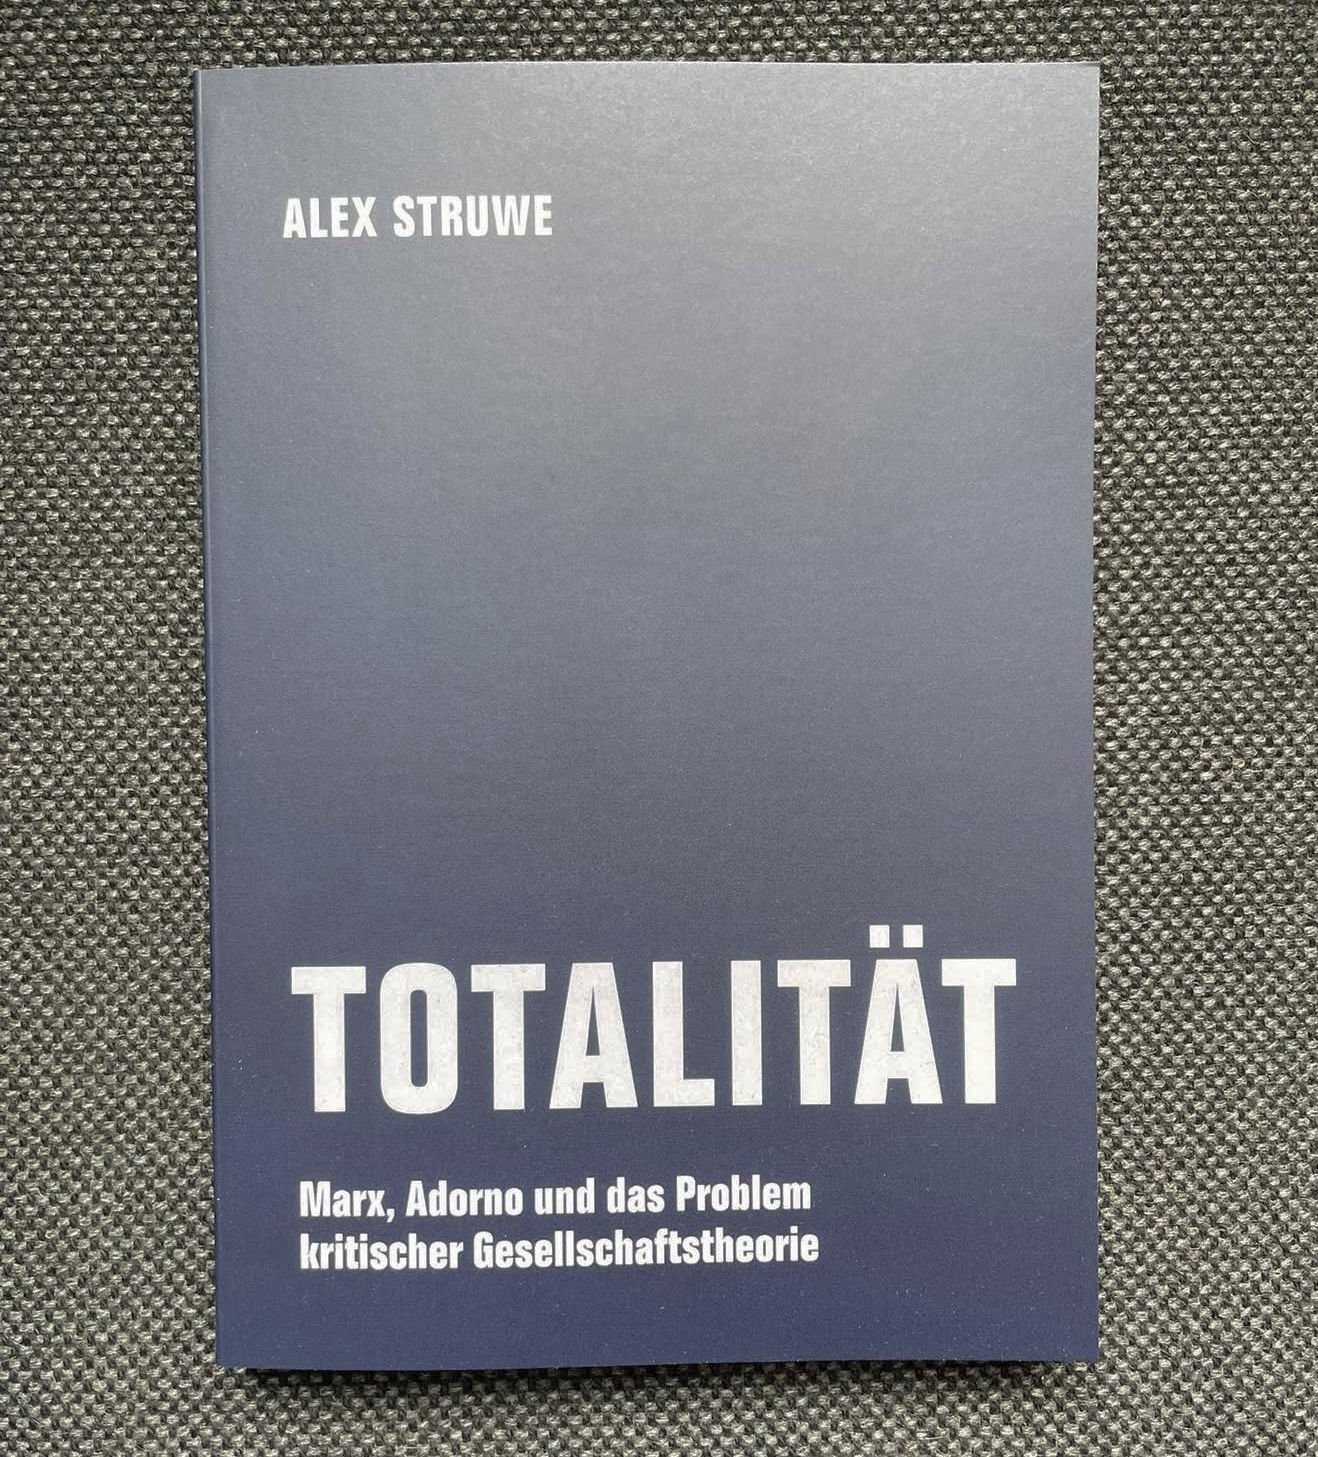 ALEX STRUWE
TOTALITÄT
Marx, Adorno und das Problem
kritischer Gesellschaftstheorie